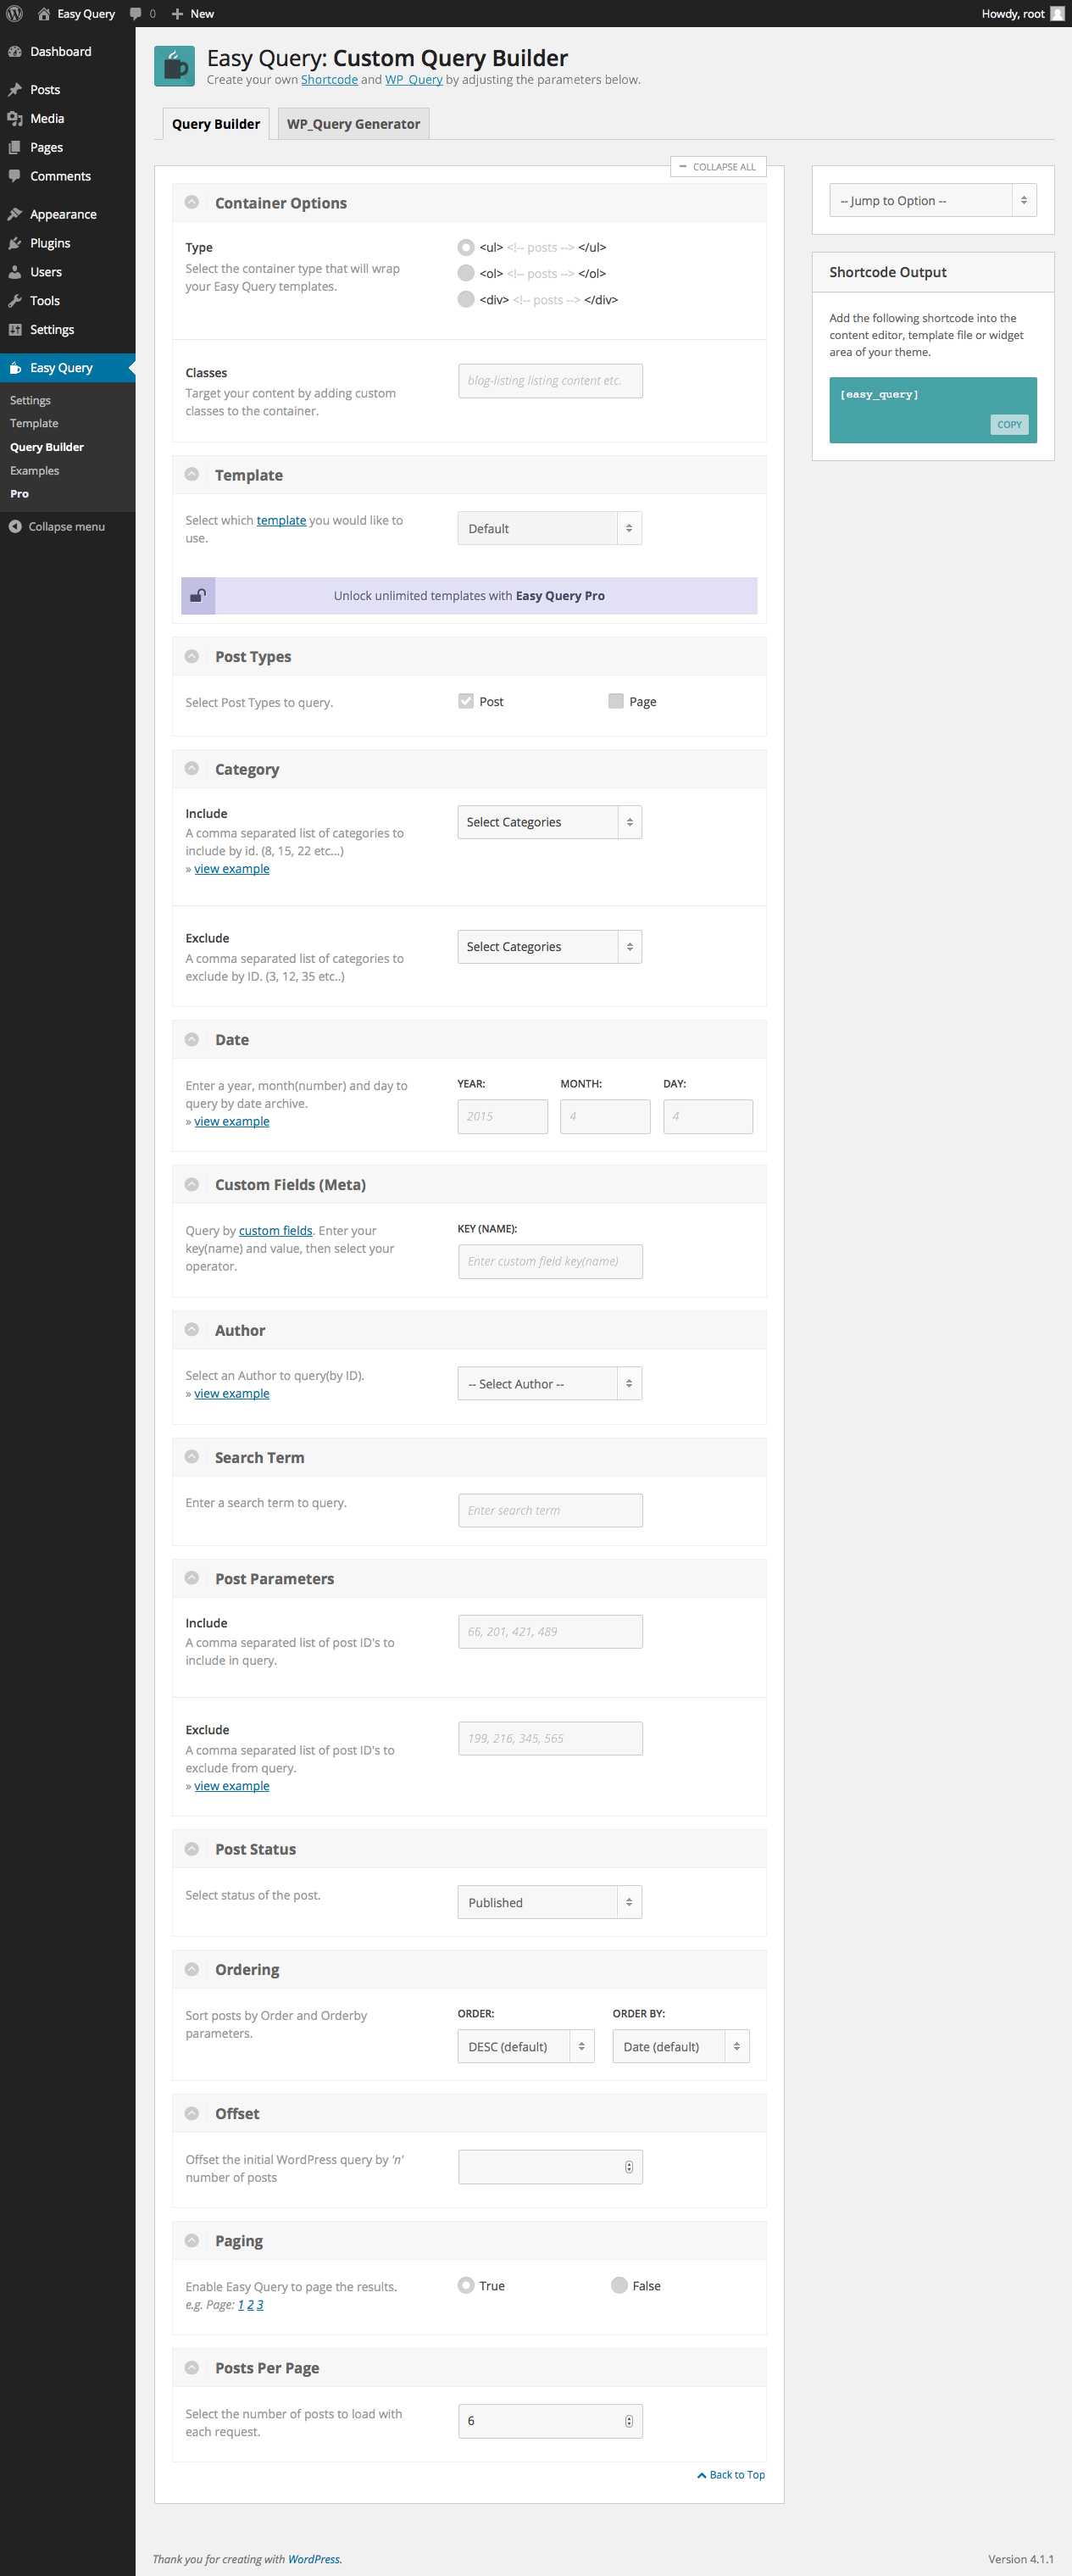 Easy Query
0
New
Howdy, root
Dashboard
Posts
Media
Pages
Comments
Appearance
Plugins
Users
Tools
Settings
Easy Query
Settings
Template
Query Builder
Examples
Pro
Collapse menu
Easy Query: Custom Query Builder
Create your own Shortcode and WP_Query by adjusting the parameters below.
Query Builder
WP_Query Generator
COLLAPSE ALL
Container Options
Type
Select the container type that will wrap
your Easy Query templates.
<ul> <!-- posts --> </ul>
<ol> <!-- posts --> </ol>
<div> <!-- posts --> </div>
Classes
Target your content by adding custom
classes to the container.
blog-listing listing content etc.
Template
Select which template you would like to
use.
Default
Unlock unlimited templates with Easy Query Pro
Post Types
Select Post Types to query.
Post
Page
Category
Include
A comma separated list of categories to
include by id. (8, 15, 22 etc...)
» view example
Select Categories
Exclude
A comma separated list of categories to
exclude by ID. (3, 12, 35 etc..)
Select Categories
Date
Enter a year, month(number) and day to
query by date archive.
» view example
YEAR:
MONTH:
DAY:
2015
4
4
Custom Fields (Meta)
Query by custom fields. Enter your
key(name) and value, then select your
operator.
KEY (NAME):
Enter custom field key(name)
Author
Select an Author to query(by ID).
» view example
-- Select Author --
Search Term
Enter a search term to query.
Enter search term
Post Parameters
Include
A comma separated list of post ID's to
include in query.
66, 201, 421, 489
Exclude
A comma separated list of post ID's to
exclude from query.
» view example
199, 216, 345, 565
Post Status
Select status of the post.
Published
Ordering
Sort posts by Order and Orderby
parameters.
ORDER:
ORDER BY:
DESC (default)
Date (default)
Offset
Offset the initial WordPress query by 'n'
number of posts
Paging
Enable Easy Query to page the results.
e.g. Page: 1 2 3
True
False
Posts Per Page
Select the number of posts to load with
each request.
6
Back to Top
-- Jump to Option --
Shortcode Output
Add the following shortcode into the
content editor, template file or widget
area of your theme.
[easy_query]
COPY
Thank you for creating with WordPress.
Version 4.1.1